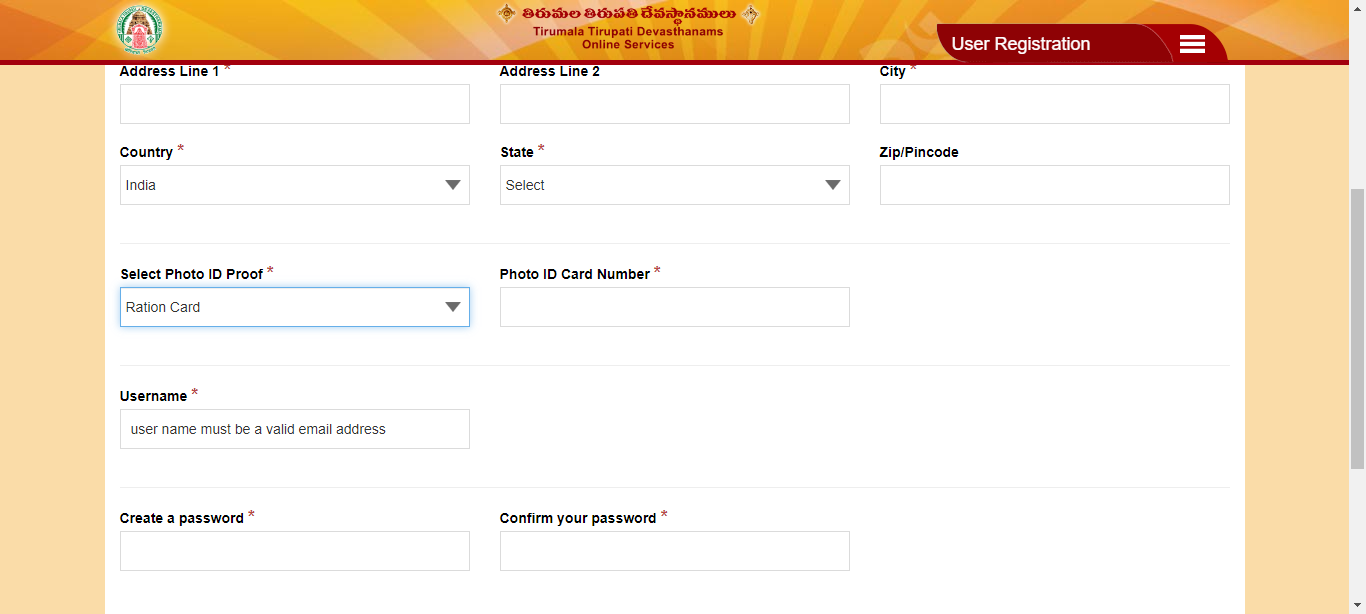 తిరుమల తిరుపతి దేవస్థానములు
Tirumala Tirupati Devasthanams
Online Services
User Registration
Address Line 1 *
Address Line 2
City *
Country *
State *
Zip/Pincode
India
Select
Select Photo ID Proof *
Photo ID Card Number *
Ration Card
Username *
user name must be a valid email address
Create a password *
Confirm your password *